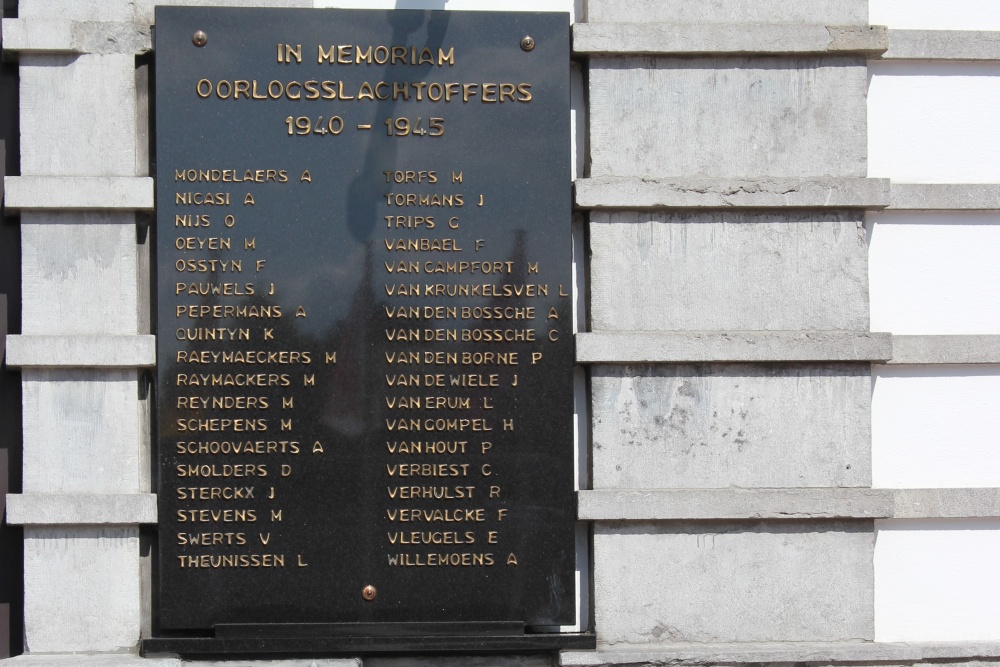 IN MEMORIAM
OORLOGSSLACHTOFFERS
1940 - 1945
MONDELAERS A
NICASI A
NIJS O
OEYEN M
OSSTYN F
PAUWELS J
PEPERMANS A
QUINTYN K
RAEYMAECKERS M
RAYMACKERS M
REYNDERS M
SCHEPENS M
SCHOOVAERTS A
SMOLDERS D
STERCKX J
STEVENS M
SWERTS V
THEUNISSEN L
TORFS M
TORMANS J
TRIPS G
VANBAEL F
VAN CAMPFORT M
VAN KRUNKELSVEN L
VAN DEN BOSSCHE A
VAN DEN BOSSCHE C
VAN DEN BORNE P
VAN DE WIELE J
VAN ERUM L
VAN GOMPEL H
VAN HOUT P
VERBIEST C.
VERHULST R
VERVALCKE F
VLEUGELS E
WILLEMOENS A